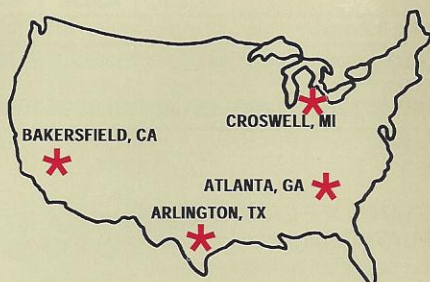 CROSWELL, MI
BAKERSFIELD, CA
ATLANTA, GA
ARLINGTON, TX